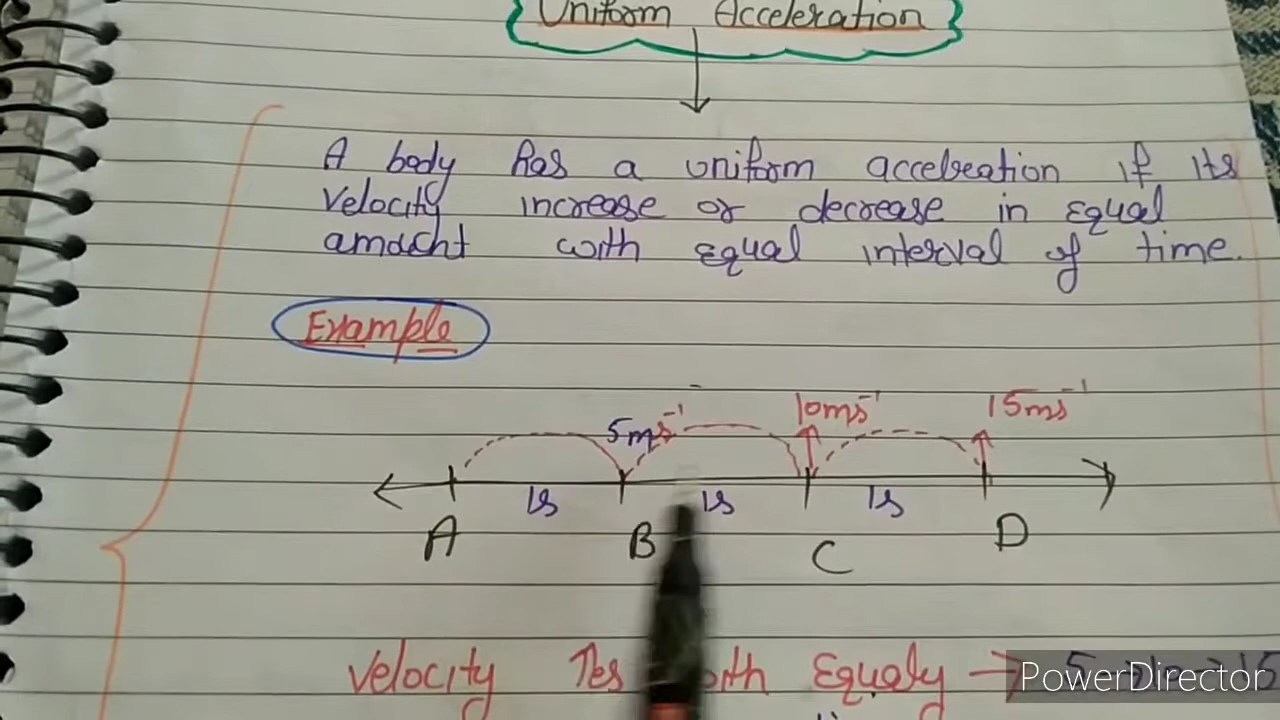 Uniform Acceleration
A body has a uniform acceleration if its
velocity increase or decrease in equal
amount with equal interval of time.
Example
5ms⁻¹ 10ms⁻¹ 15ms⁻¹
1s 1s 1s
A B C D
Velocity Equaly → 5
PowerDirector